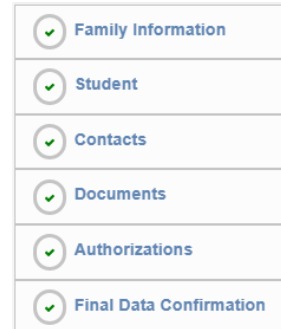 Family Information
Student
Contacts
Documents
Authorizations
Final Data Confirmation